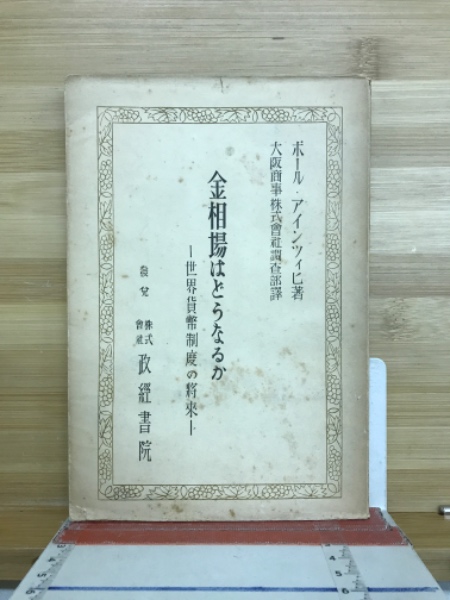 ポール・アインツィヒ著
大阪商事株式會社調査部譯
金相場はどうなるか
―世界貨幣制度の將來―
發兌 株式會社 政經書院